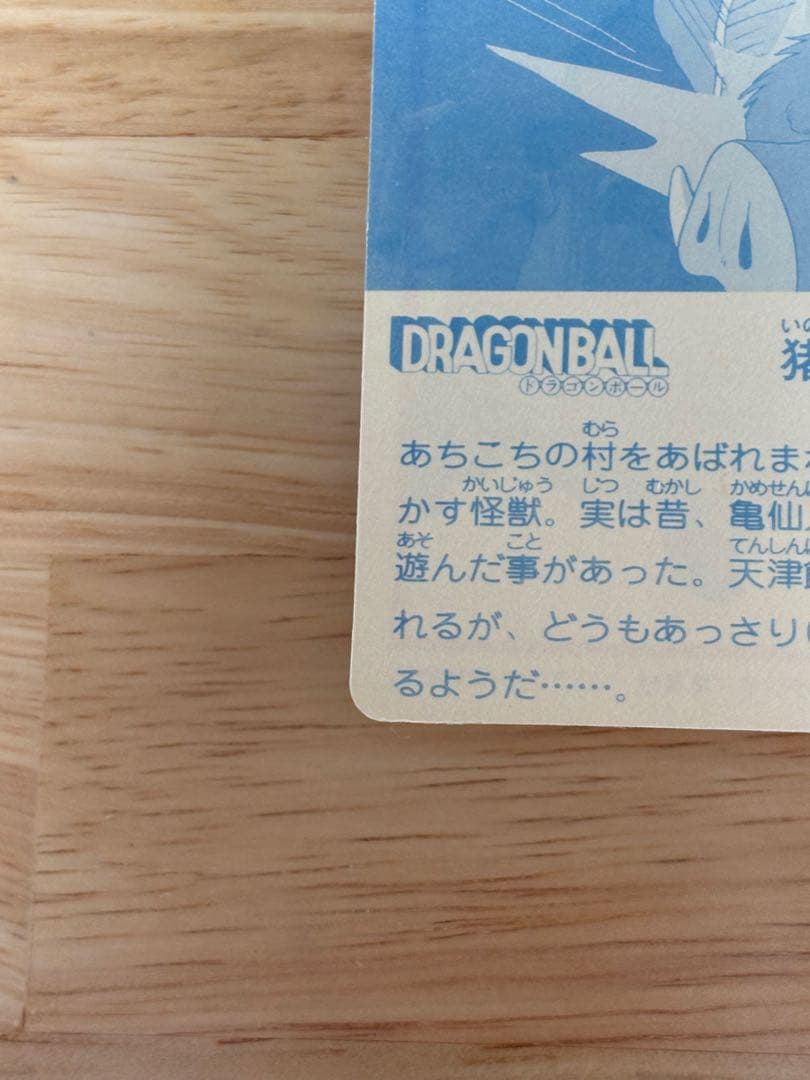 DRAGON BALL
ドラゴンボール
いの
猪
むら
あちこちの村をあばれま
かいじゅう じつ むかし かめせん
かす怪獣。実は昔、亀仙
あそ こと てんしん
遊んだ事があった。天津
れるが、どうもあっさり
るようだ……。